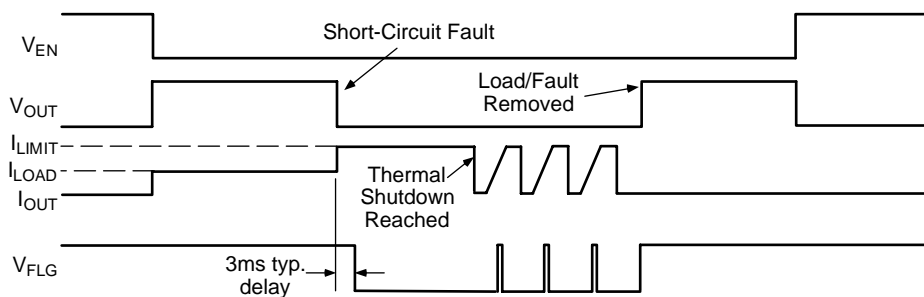 V_EN
Short-Circuit Fault
V_OUT
Load/Fault
Removed
I_LIMIT
I_LOAD
Thermal
Shutdown
Reached
I_OUT
V_FLG
3ms typ.
delay